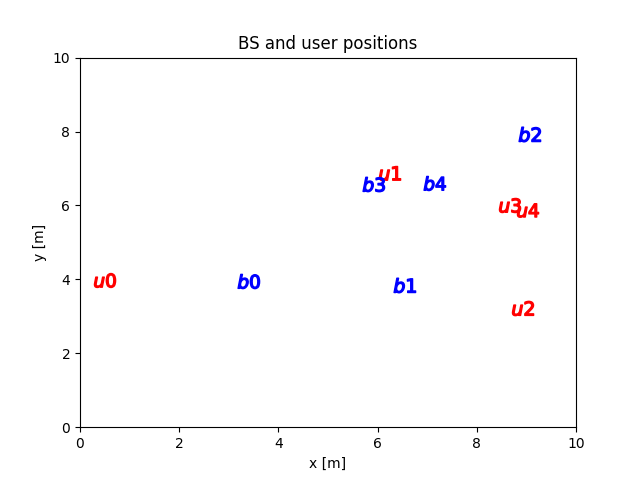 BS and user positions
10
8
6
4
2
0
y [m]
b2
u1
b3
b4
u3
u4
u0
b0
b1
u2
0 2 4 6 8 10
x [m]